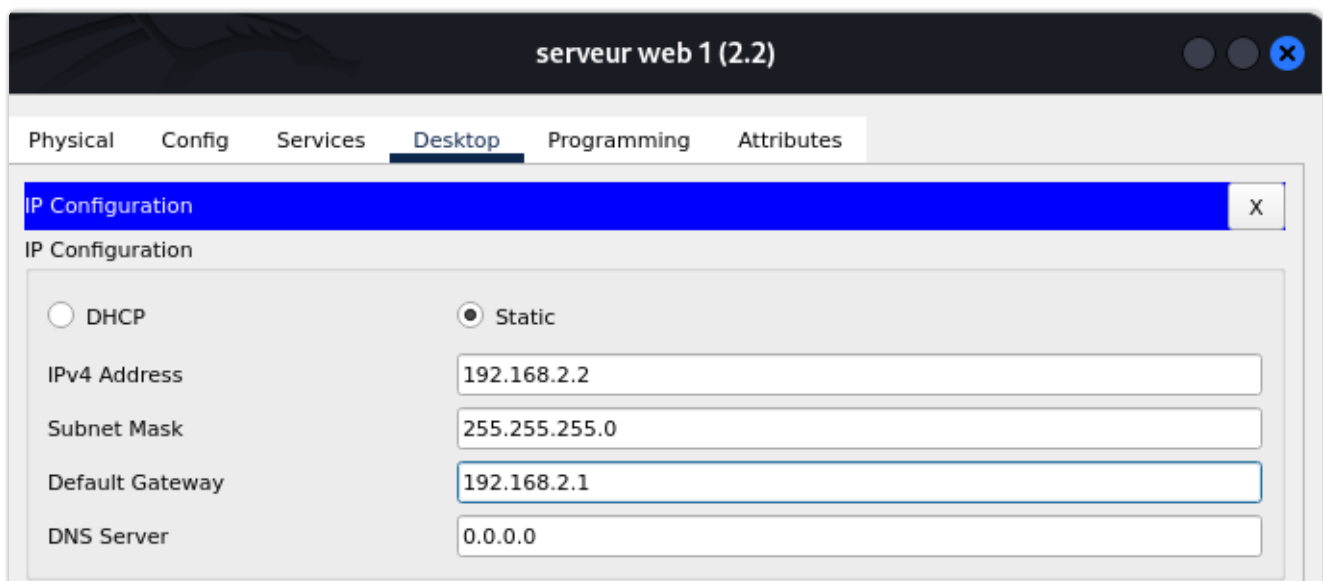 serveur web 1 (2.2)
Physical Config Services Desktop Programming Attributes
IP Configuration X
IP Configuration
DHCP Static
IPv4 Address 192.168.2.2
Subnet Mask 255.255.255.0
Default Gateway 192.168.2.1
DNS Server 0.0.0.0